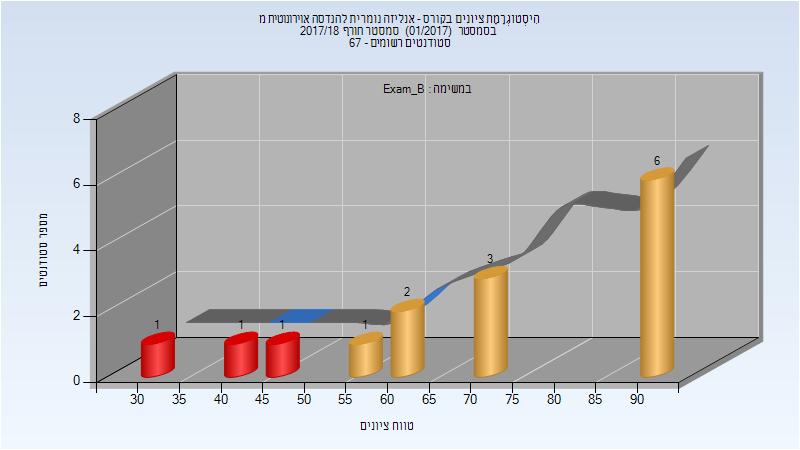 היסטוגרמת ציונים בקורס - אנליזה נומרית להנדסה אוירונוטית מ
בסמסטר (01/2017) סמסטר חורף 2017/18
סטודנטים רשומים - 67
במשימה : Exam_B
מספר סטודנטים
8
6
4
2
0
1
1
1
1
2
3
6
30 35 40 45 50 55 60 65 70 75 80 85 90
טווח ציונים